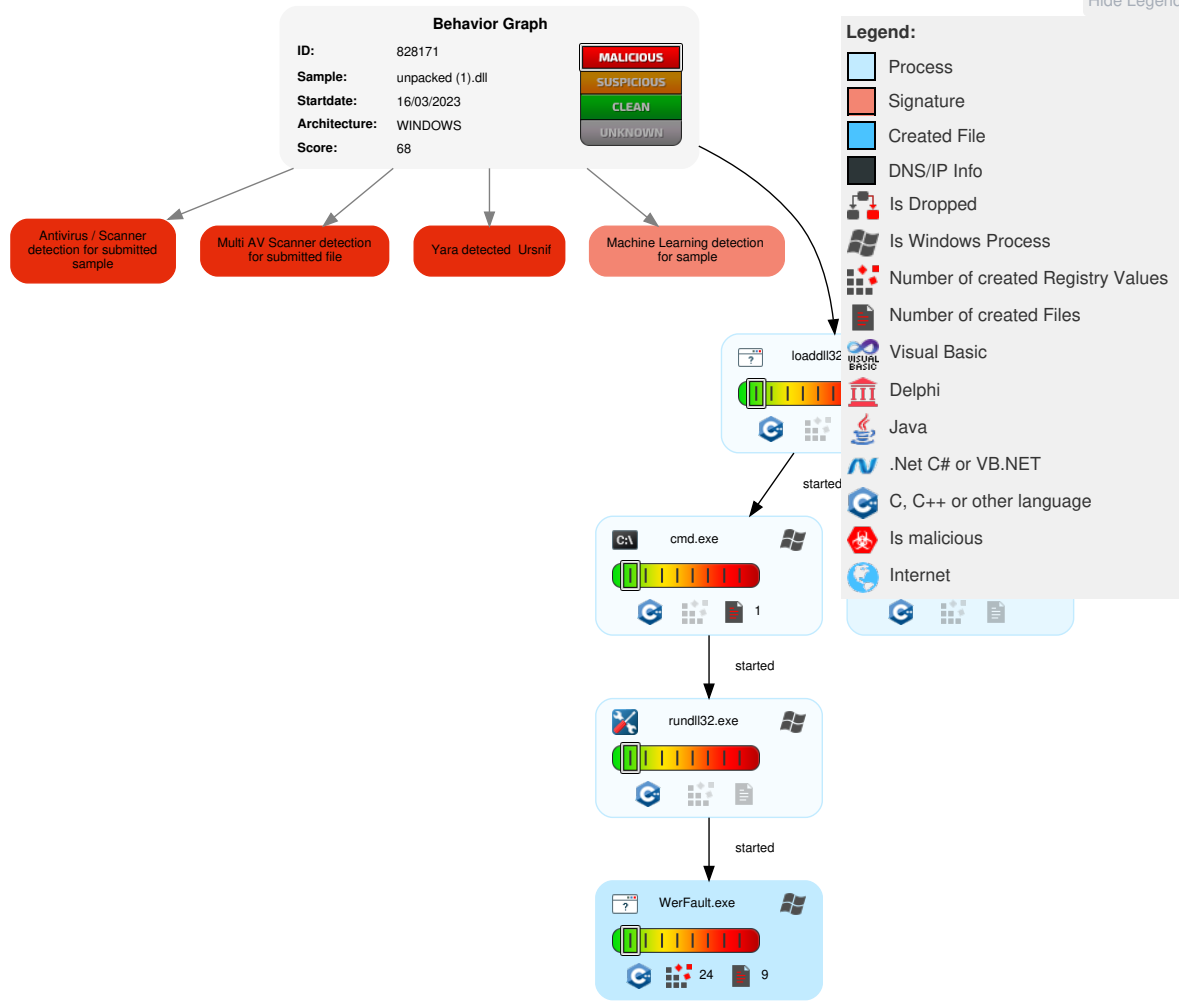 Hide Legend
Behavior Graph
ID: 828171
Sample: unpacked (1).dll
Startdate: 16/03/2023
Architecture: WINDOWS
Score: 68
MALICIOUS
SUSPICIOUS
CLEAN
UNKNOWN
Legend:
Process
Signature
Created File
DNS/IP Info
Is Dropped
Is Windows Process
Number of created Registry Values
Number of created Files
VISUAL
BASIC
Visual Basic
Delphi
Java
.Net C# or VB.NET
C, C++ or other language
Is malicious
Internet
Antivirus / Scanner
detection for submitted
sample
Multi AV Scanner detection
for submitted file
Yara detected Ursnif
Machine Learning detection
for sample
loaddll32
started
C:\ cmd.exe
1
started
rundll32.exe
started
WerFault.exe
24 9